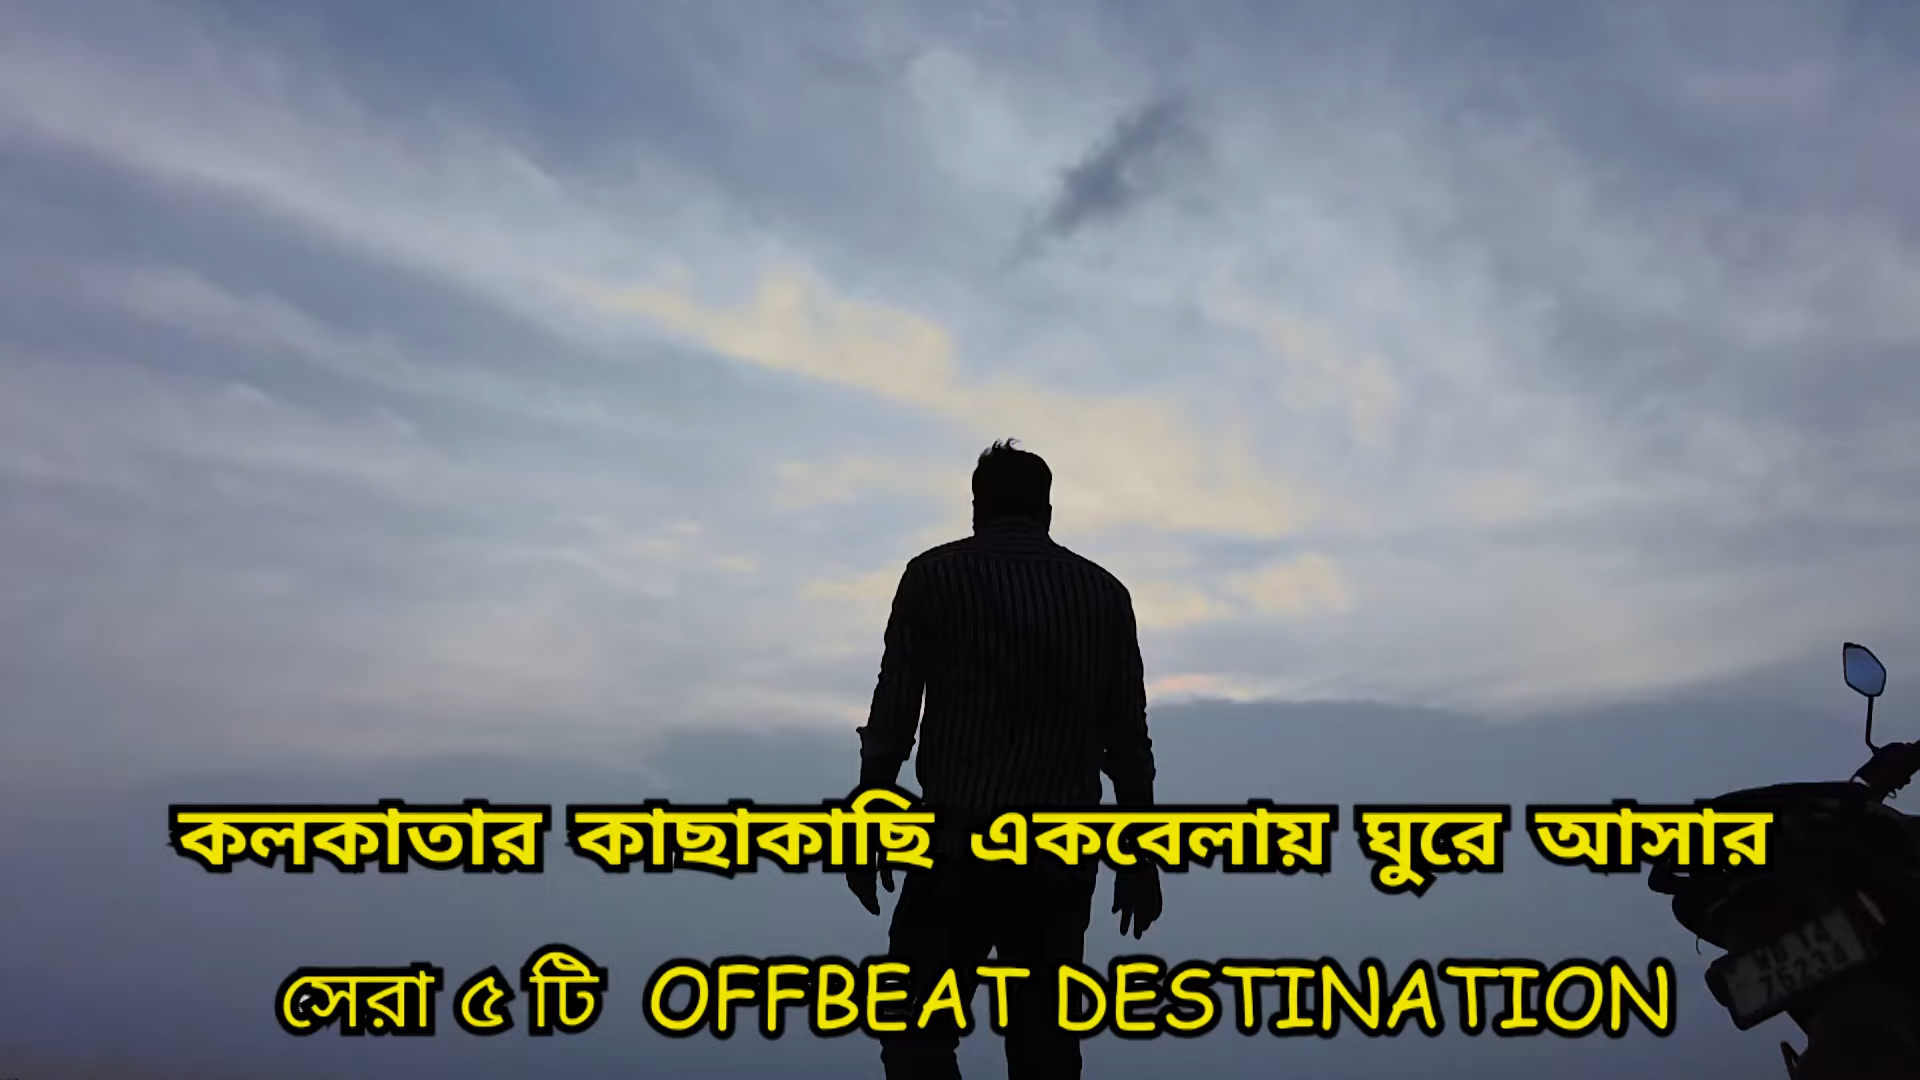 কলকাতার কাছাকাছি একবেলায় ঘুরে আসার
সেরা ৫ টি OFFBEAT DESTINATION